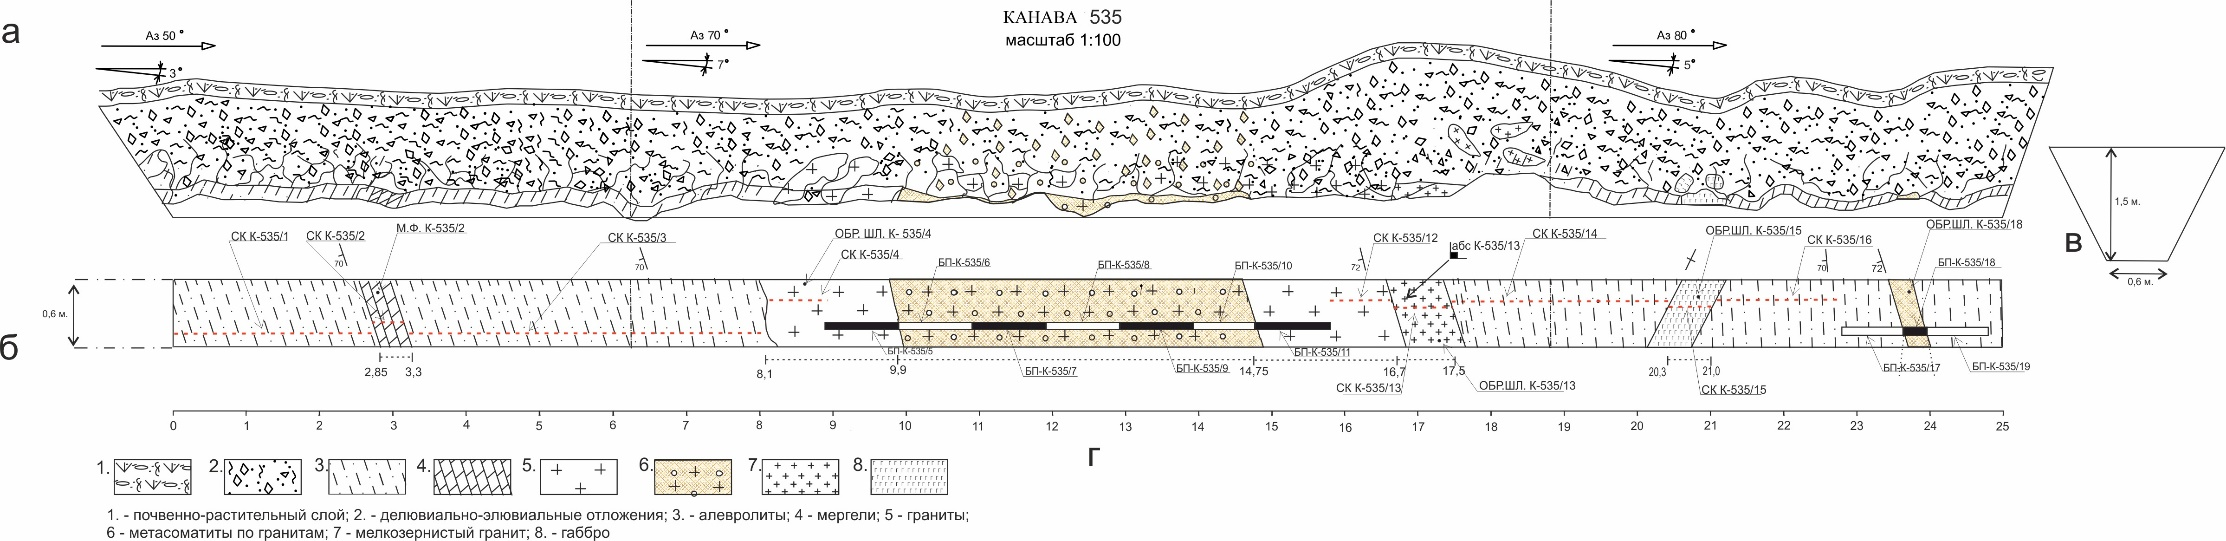 КАНАВА 535
масштаб 1:100
а
Аз 50°
3°
Аз 70°
7°
Аз 80°
5°
1,5 м.
0,6 м.
в
СК К-535/1
СК К-535/2
М.Ф. К-535/2
СК К-535/3
ОБР. ШЛ. К- 535/4
СК К-535/4
БП-К-535/6
БП-К-535/8
БП-К-535/10
СК К-535/12
абс К-535/13
СК К-535/14
ОБР.ШЛ. К-535/15
СК К-535/16
ОБР.ШЛ. К-535/18
БП-К-535/18
70
70
72
70
72
0,6 м.
б
БП-К-535/5
БП-К-535/7
БП-К-535/9
БП-К-535/11
СК К-535/13
ОБР.ШЛ. К-535/13
СК К-535/15
БП-К-535/17
БП-К-535/19
2,85 3,3 8,1 9,9 14,75 16,7 17,5 20,3 21,0
0 1 2 3 4 5 6 7 8 9 10 11 12 13 14 15 16 17 18 19 20 21 22 23 24 25
г
1. 2. 3. 4. 5. 6. 7. 8.
1. - почвенно-растительный слой; 2. - делювиально-элювиальные отложения; 3. - алевролиты; 4 - мергели; 5 - граниты;
6 - метасоматиты по гранитам; 7 - мелкозернистый гранит; 8. - габбро